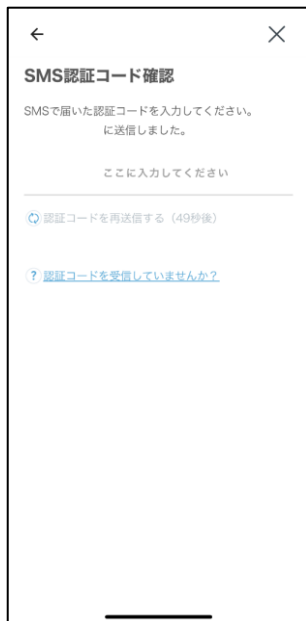 SMS認証コード確認
SMSで届いた認証コードを入力してください。
に送信しました。
ここに入力してください
認証コードを再送信する（49秒後）
? 認証コードを受信していませんか？